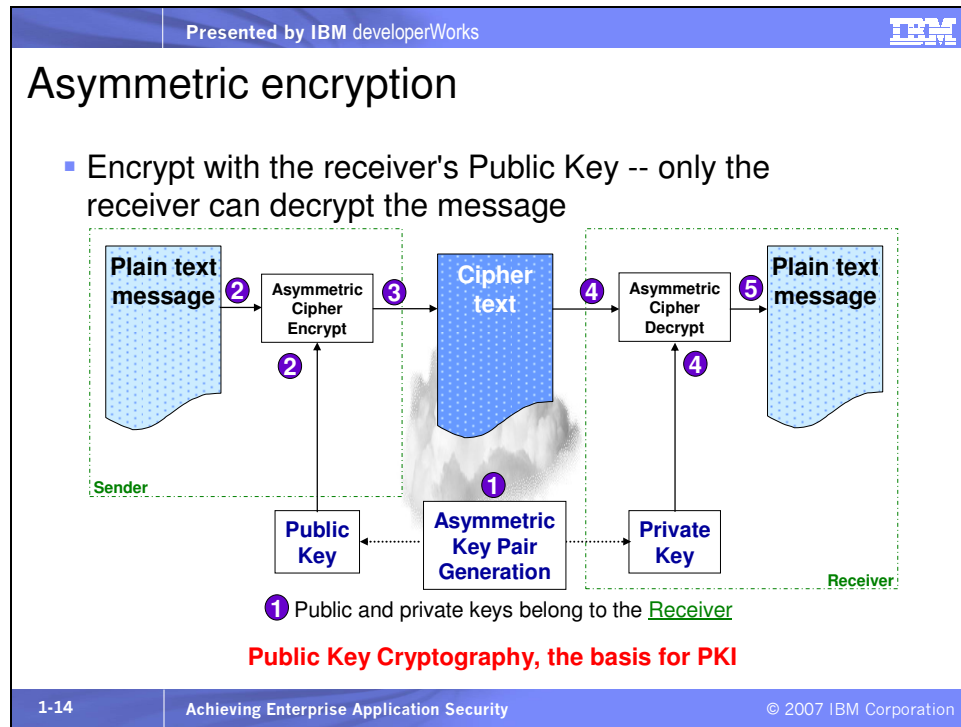 Presented by IBM developerWorks
IBM
Asymmetric encryption
Encrypt with the receiver's Public Key -- only the
receiver can decrypt the message
Plain text
message
2
Asymmetric
Cipher
Encrypt
2
3
Cipher
text
4
Asymmetric
Cipher
Decrypt
4
5
Plain text
message
Sender
1
Public
Key
Asymmetric
Key Pair
Generation
Private
Key
Receiver
1 Public and private keys belong to the Receiver
Public Key Cryptography, the basis for PKI
1-14
Achieving Enterprise Application Security
© 2007 IBM Corporation